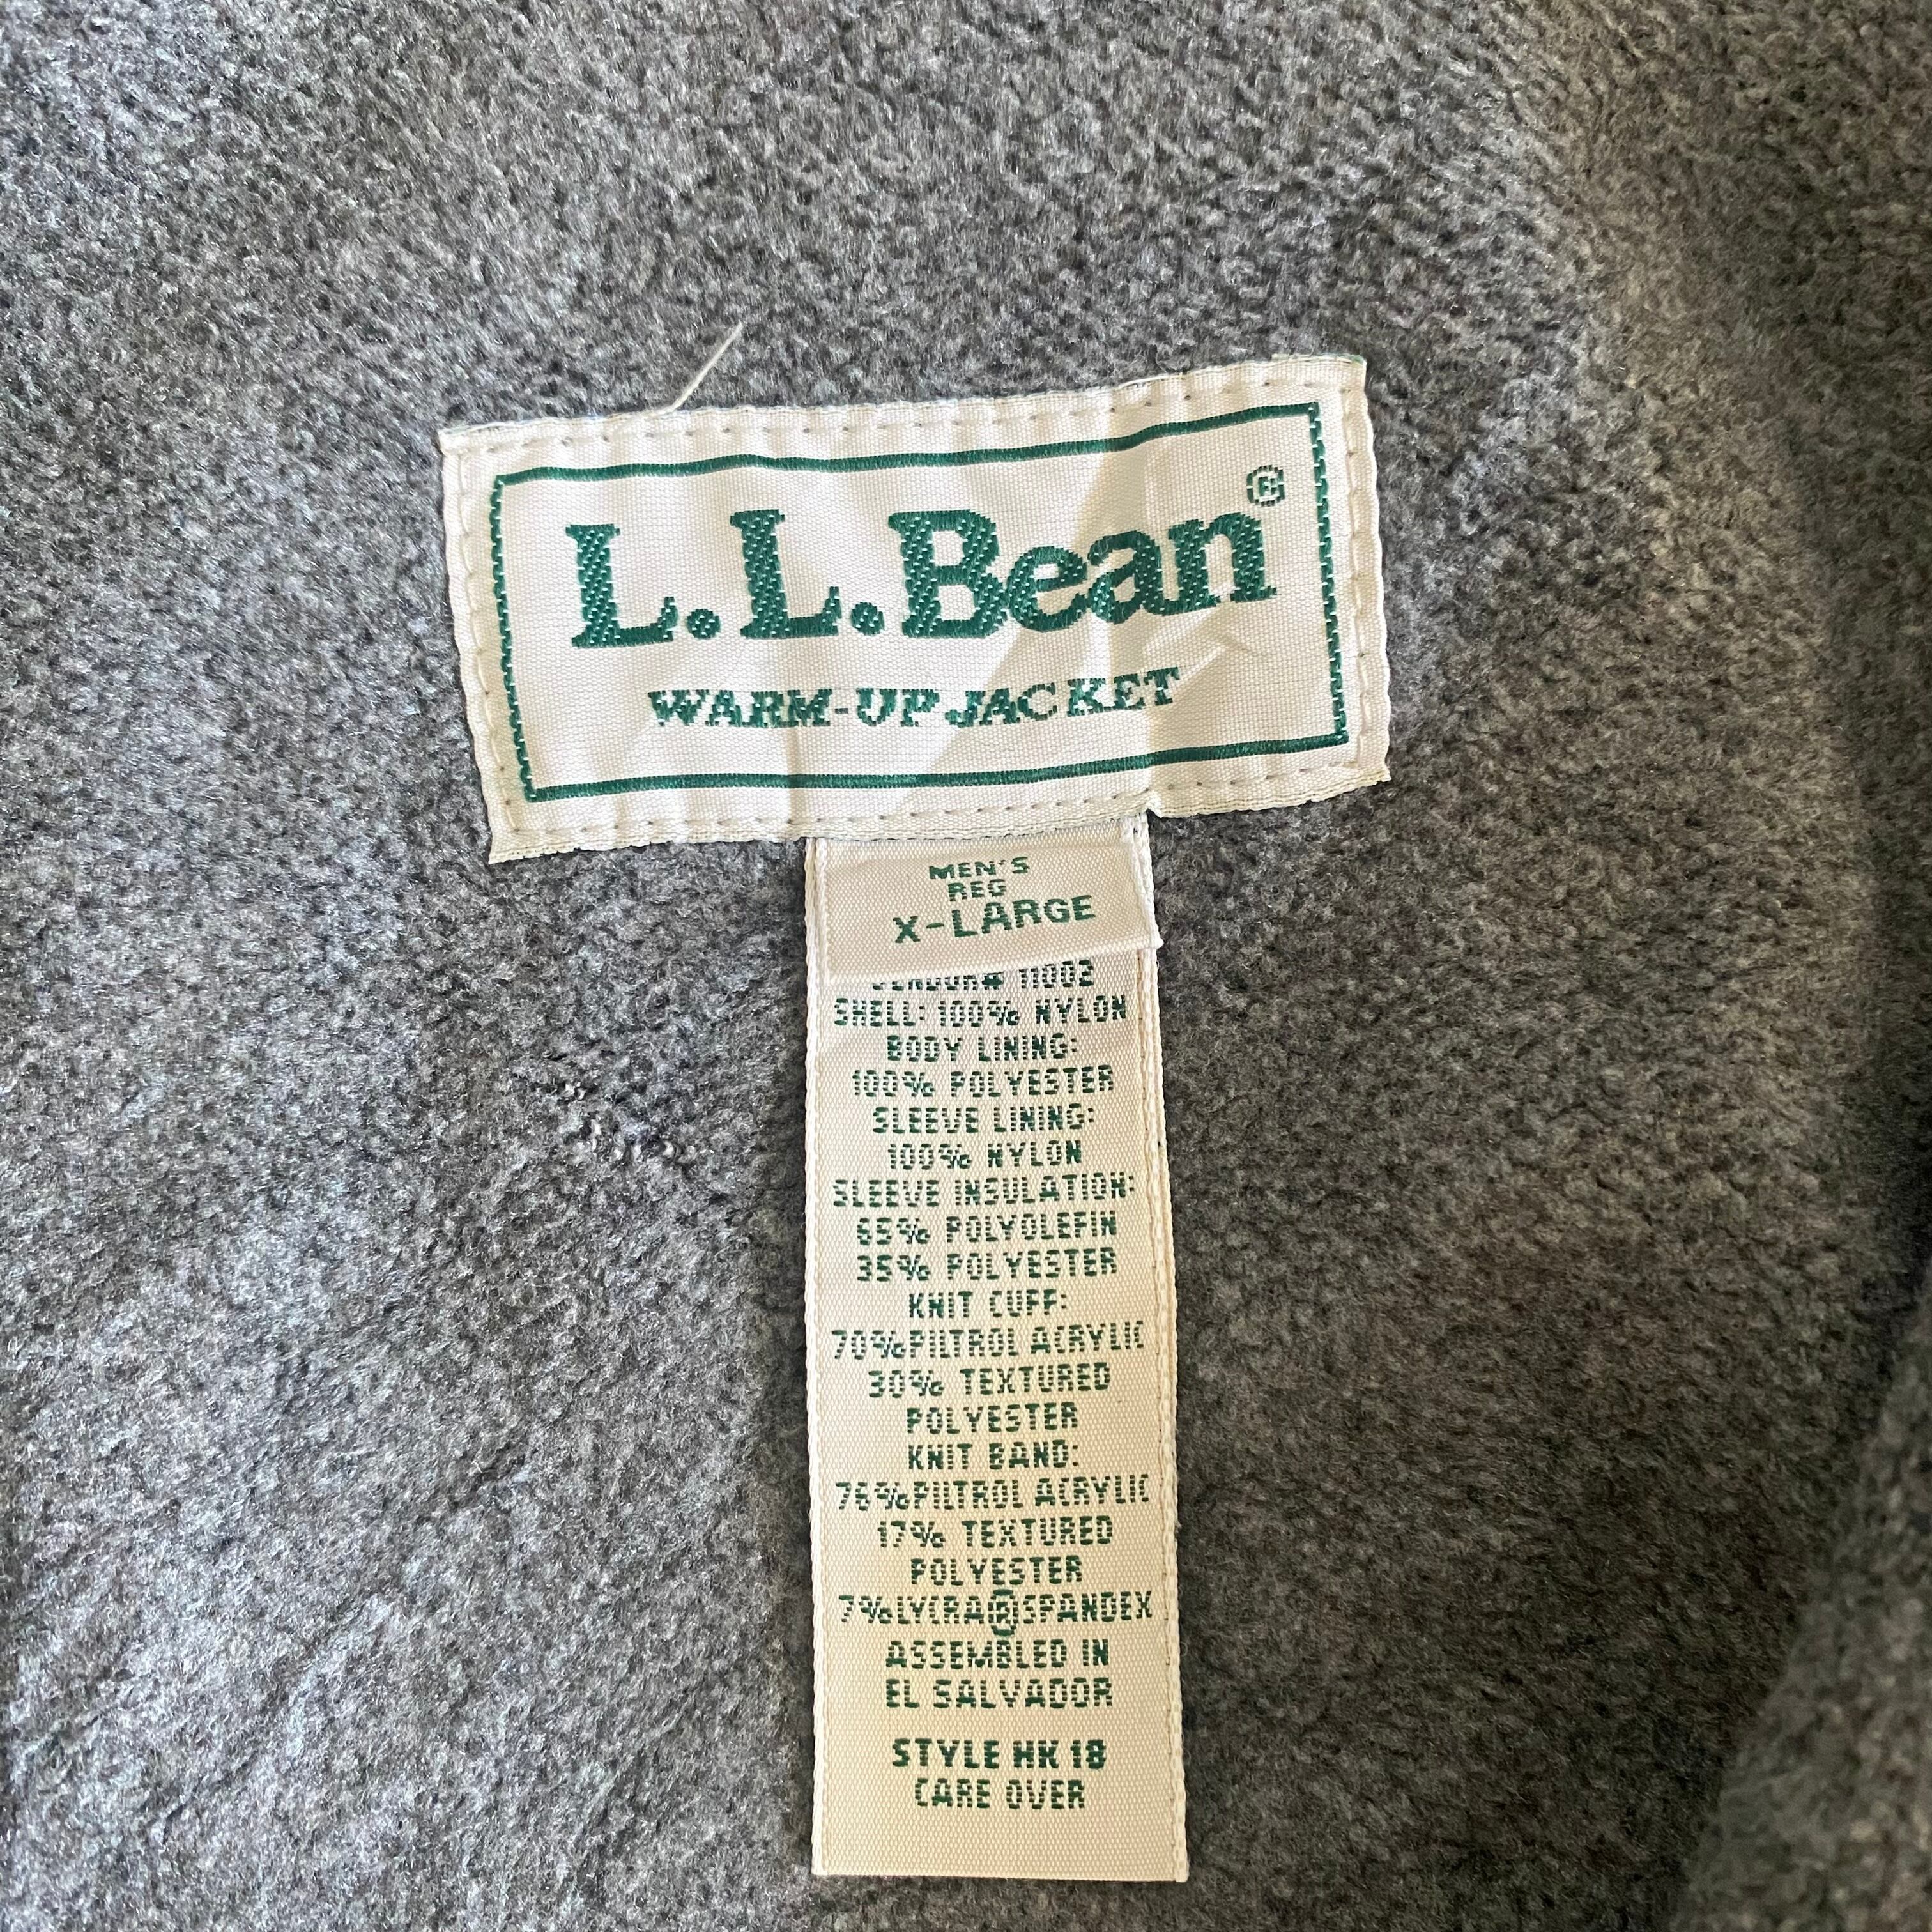 L.L.Bean®
WARM-UP JACKET
MEN'S
REG
X-LARGE
VENDOR# 11002
SHELL: 100% NYLON
BODY LINING:
100% POLYESTER
SLEEVE LINING:
100% NYLON
SLEEVE INSULATION:
65% POLYOLEFIN
35% POLYESTER
KNIT CUFF:
70% PILTROL ACRYLIC
30% TEXTURED
POLYESTER
KNIT BAND:
76% PILTROL ACRYLIC
17% TEXTURED
POLYESTER
7% LYCRA® SPANDEX
ASSEMBLED IN
EL SALVADOR
STYLE HK 18
CARE OVER